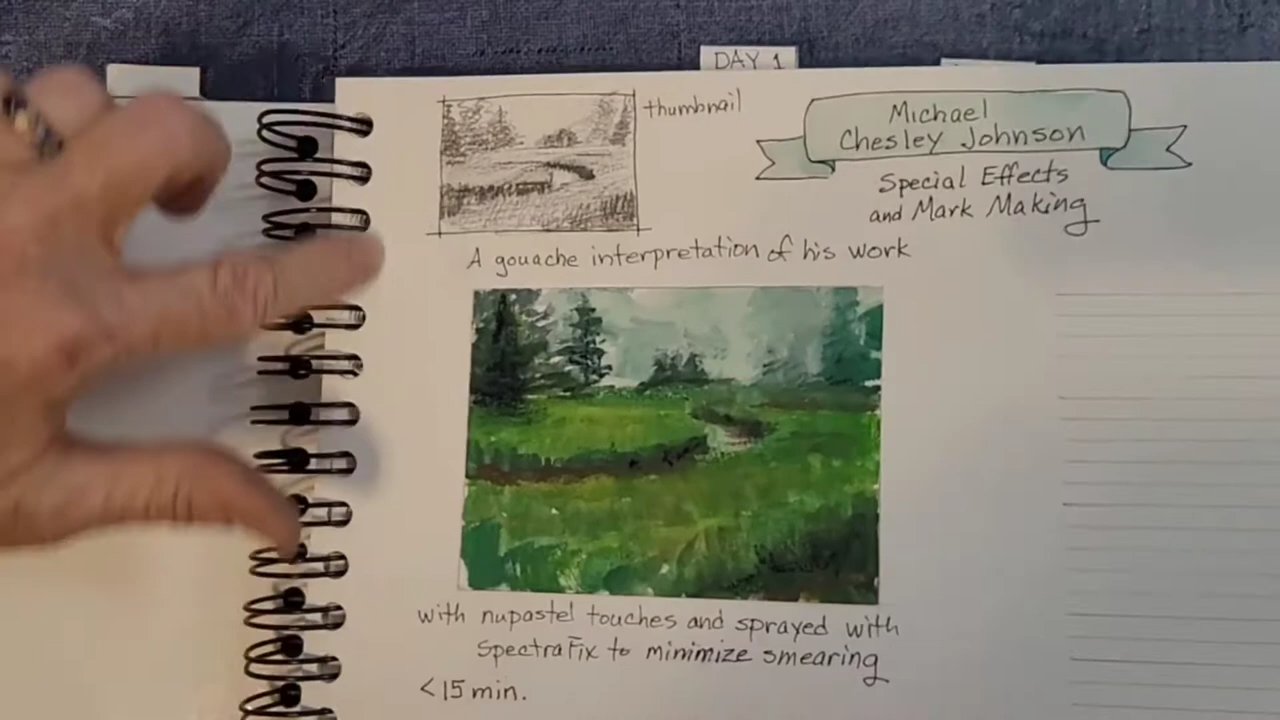 DAY 1
thumbnail
Michael
Chesley Johnson
Special Effects
and Mark Making
A gouache interpretation of his work
with nupastel touches and sprayed with
SpectraFix to minimize smearing
<15 min.